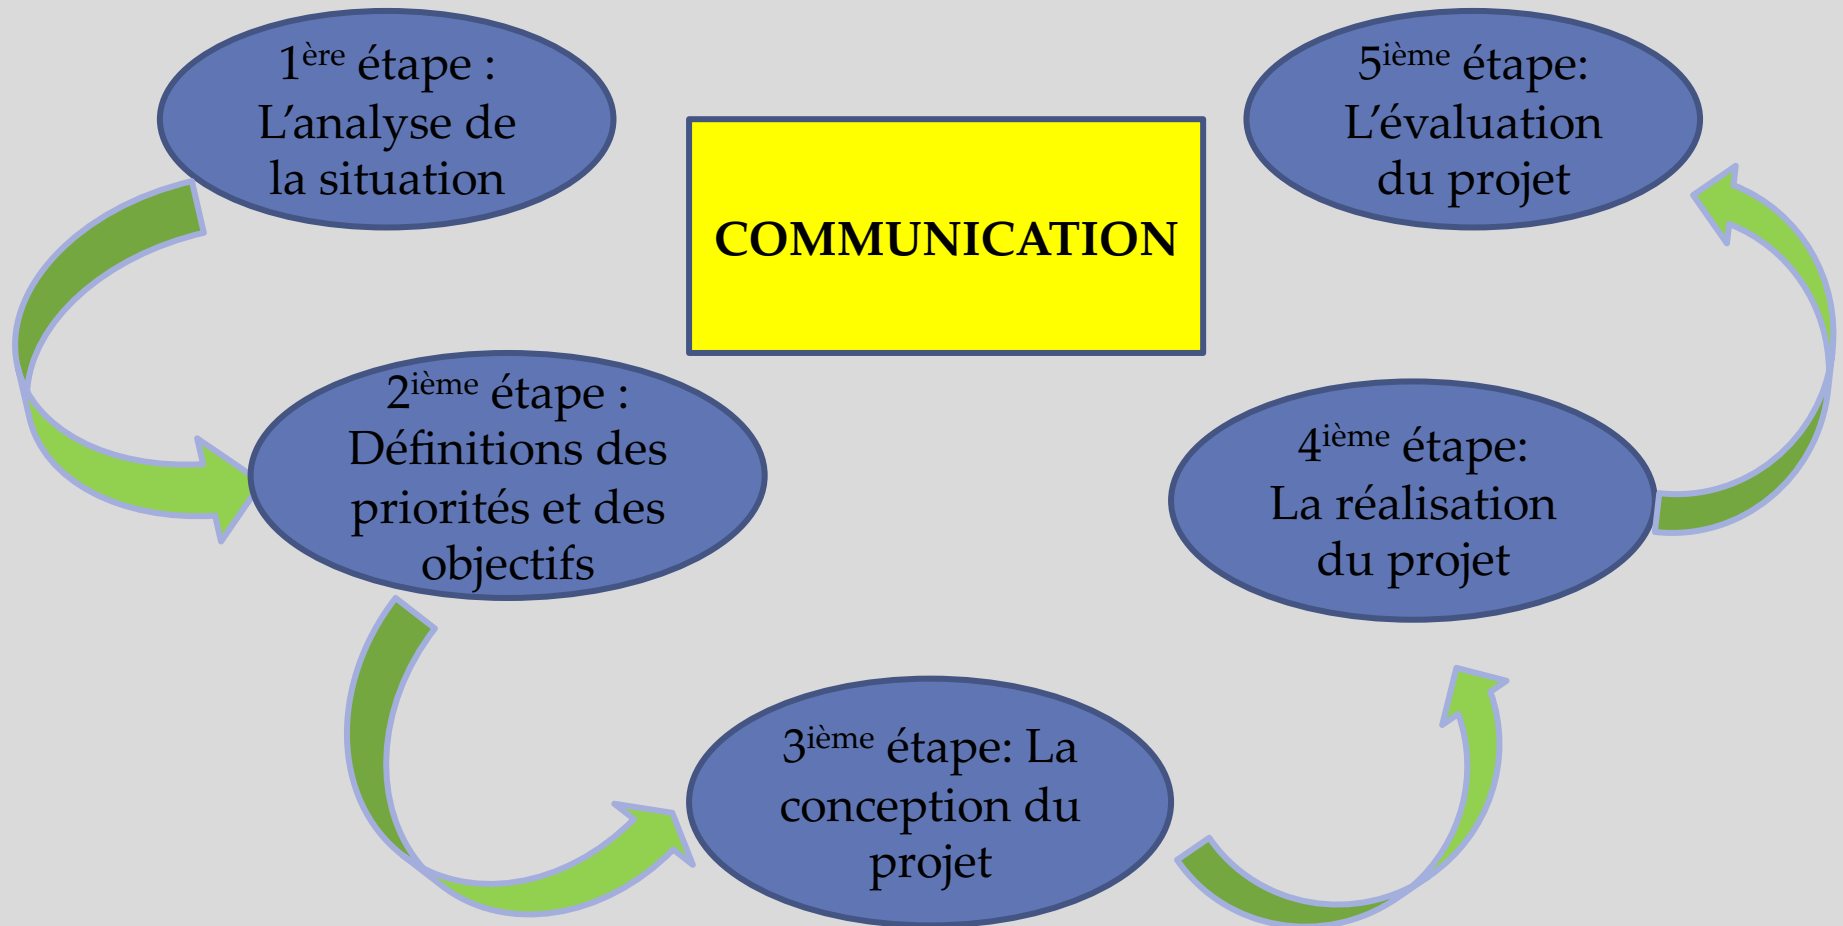 1ère étape :
L’analyse de
la situation
COMMUNICATION
5ième étape:
L’évaluation
du projet
2ième étape :
Définitions des
priorités et des
objectifs
4ième étape:
La réalisation
du projet
3ième étape: La
conception du
projet